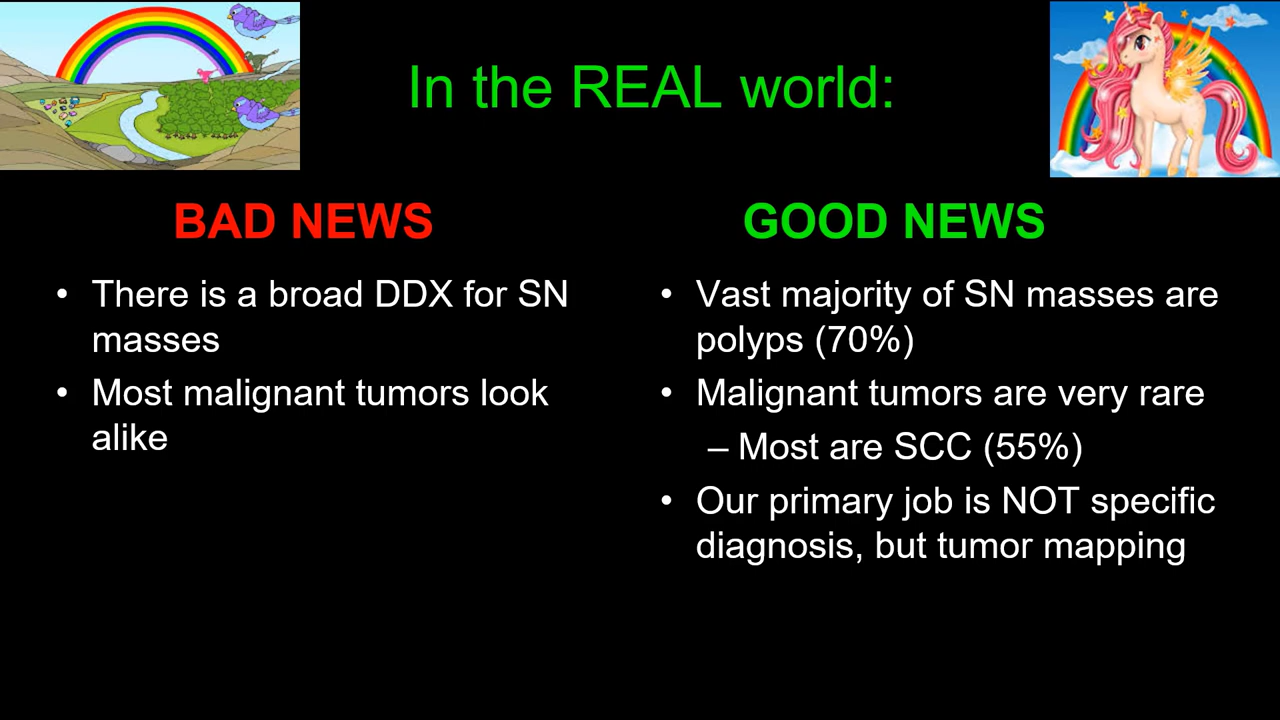 In the REAL world:
BAD NEWS
• There is a broad DDX for SN
masses
• Most malignant tumors look
alike
GOOD NEWS
• Vast majority of SN masses are
polyps (70%)
• Malignant tumors are very rare
– Most are SCC (55%)
• Our primary job is NOT specific
diagnosis, but tumor mapping